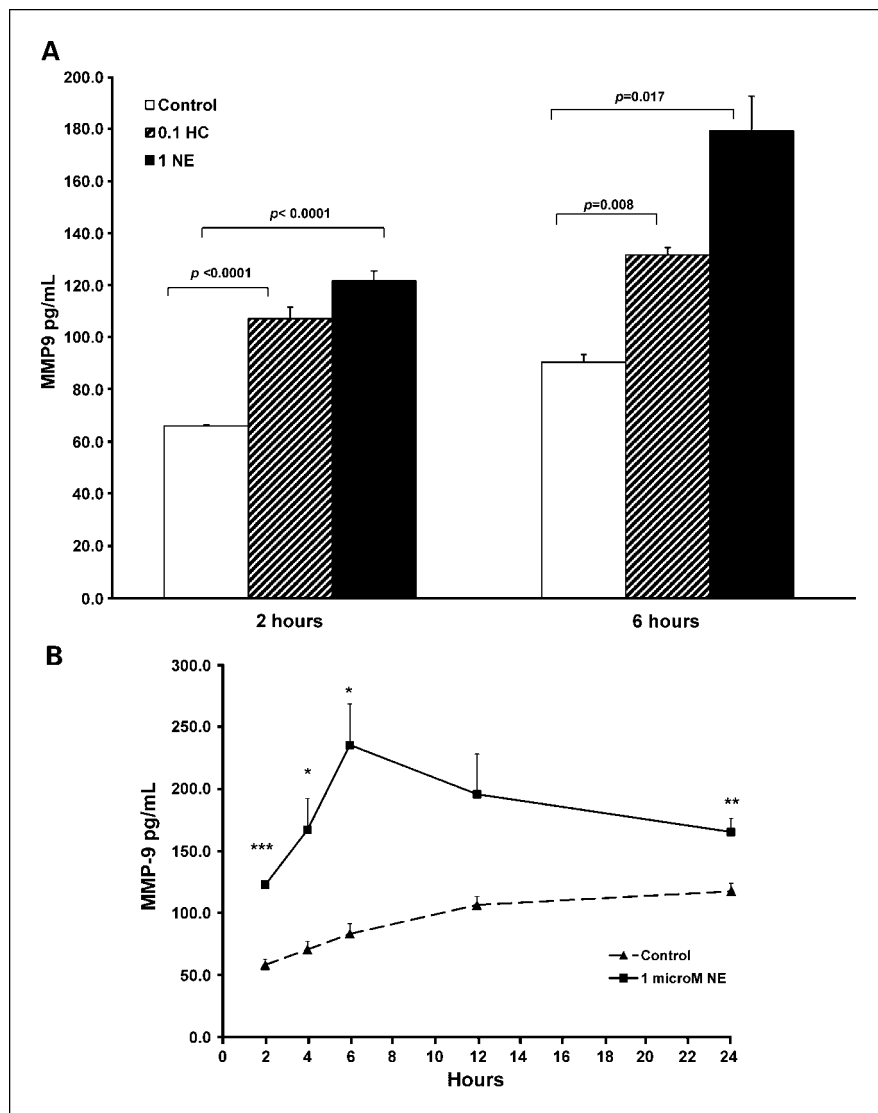 A
200.0
180.0
160.0
140.0
120.0
100.0
80.0
60.0
40.0
20.0
0.0
MMP9 pg/mL
Control
0.1 HC
1 NE
p <0.0001
p< 0.0001
p=0.008
p=0.017
2 hours 6 hours
B
300.0
250.0
200.0
150.0
100.0
50.0
0.0
MMP-9 pg/mL
***
*
*
**
Control
1 microM NE
0 2 4 6 8 10 12 14 16 18 20 22 24
Hours